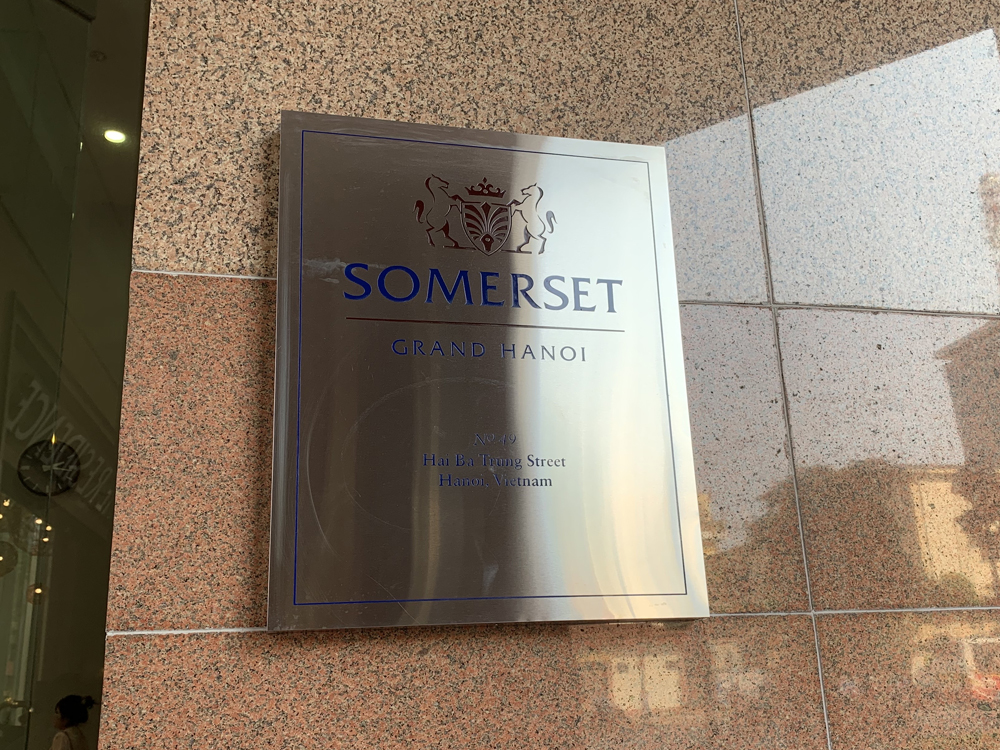 SOMERSET
GRAND HANOI
No 49
Hai Ba Trung Street
Hanoi, Vietnam